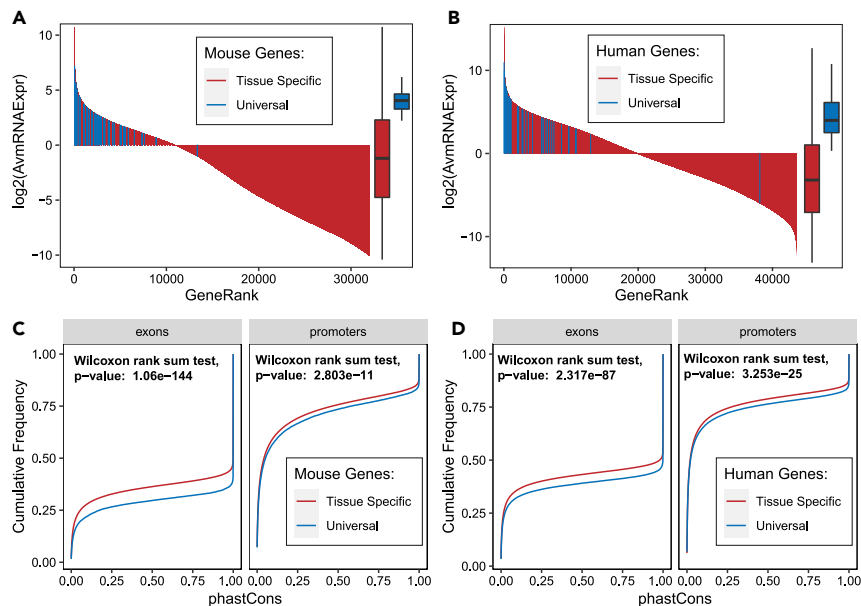 A
10
5
0
−5
−10
log2(AvmRNAExpr)
0
10000
20000
30000
GeneRank
Mouse Genes:
Tissue Specific
Universal
B
10
0
−10
log2(AvmRNAExpr)
0
10000
20000
30000
40000
GeneRank
Human Genes:
Tissue Specific
Universal
C
exons
promoters
Wilcoxon rank sum test,
p−value: 1.06e−144
Wilcoxon rank sum test,
p−value: 2.803e−11
1.00
0.75
0.50
0.25
0.00
Cumulative Frequency
Mouse Genes:
Tissue Specific
Universal
0.00 0.25 0.50 0.75 1.00
0.00 0.25 0.50 0.75 1.00
phastCons
D
exons
promoters
Wilcoxon rank sum test,
p−value: 2.317e−87
Wilcoxon rank sum test,
p−value: 3.253e−25
1.00
0.75
0.50
0.25
0.00
Cumulative Frequency
Human Genes:
Tissue Specific
Universal
0.00 0.25 0.50 0.75 1.00
0.00 0.25 0.50 0.75 1.00
phastCons